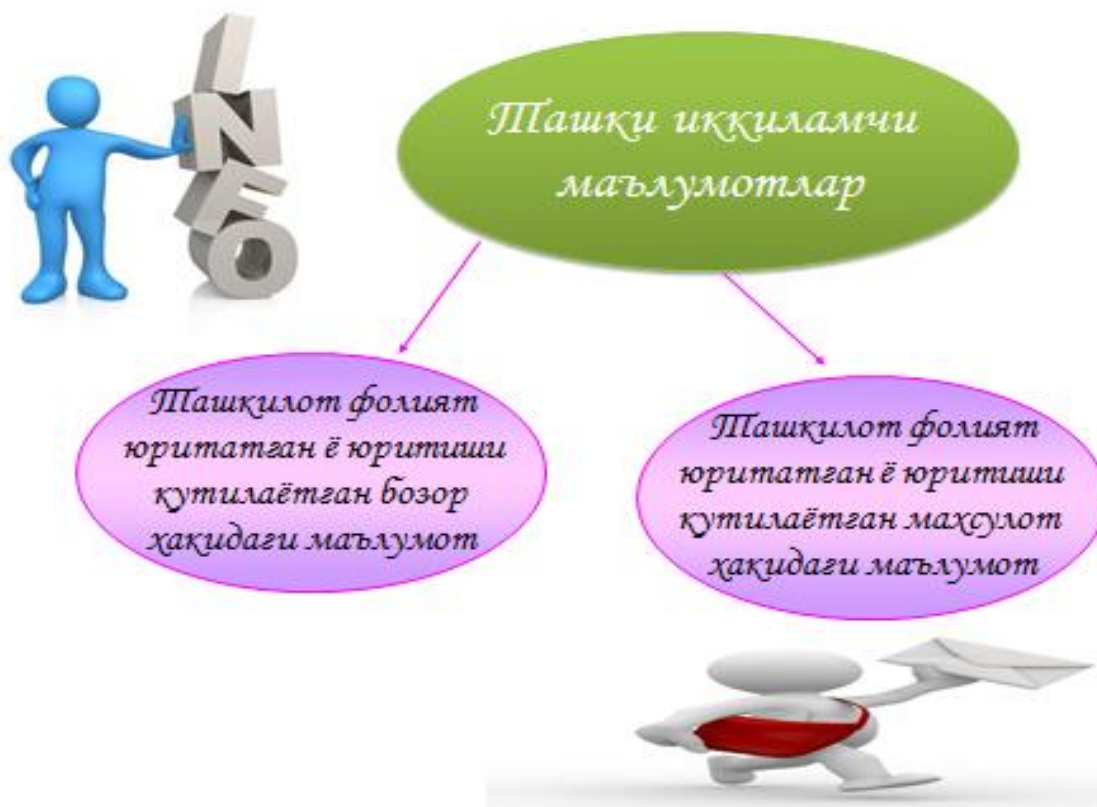 INFO
Ташки иккиламчи
маълумотлар
Ташкилот фолият
юритатган ё юритиши
кутилаётган бозор
хакидаги маълумот
Ташкилот фолият
юритатган ё юритиши
кутилаётган махсулот
хакидаги маълумот